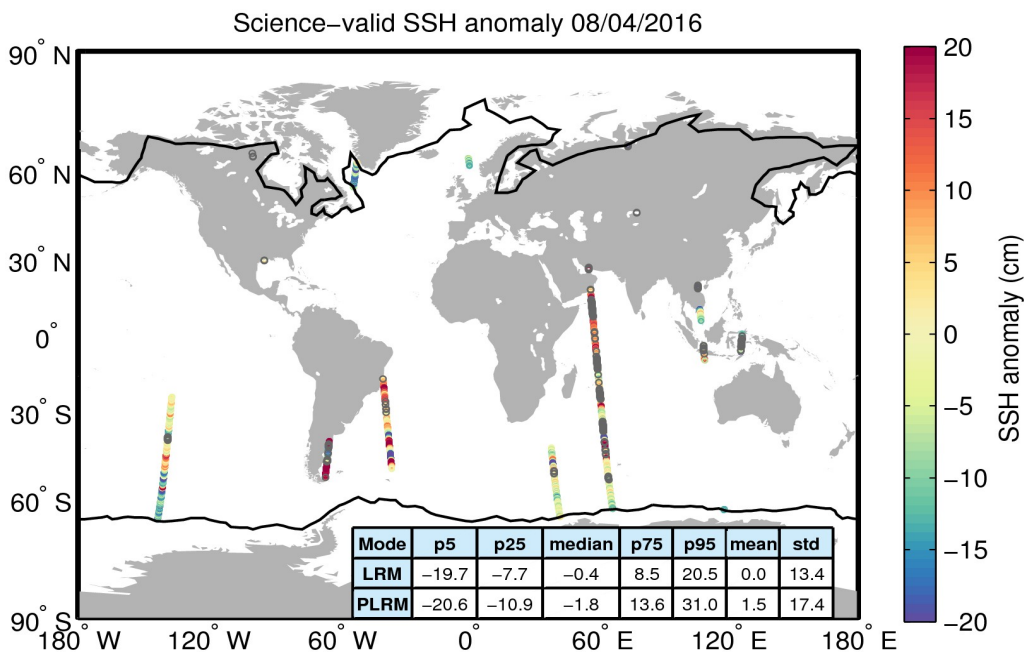 Science−valid SSH anomaly 08/04/2016
90° N
60° N
30° N
0°
30° S
60° S
90° S
180° W
120° W
60° W
0°
60° E
120° E
180° E
Mode p5 p25 median p75 p95 mean std
LRM −19.7 −7.7 −0.4 8.5 20.5 0.0 13.4
PLRM −20.6 −10.9 −1.8 13.6 31.0 1.5 17.4
20
15
10
5
0
−5
−10
−15
−20
SSH anomaly (cm)